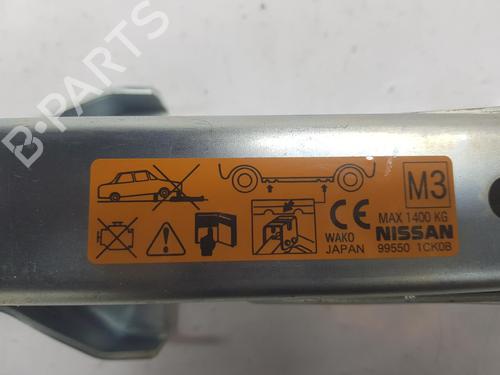 B-PARTS
M3
MAX 1400 KG
CE
NISSAN
WAKO
JAPAN
99550 1CK0B